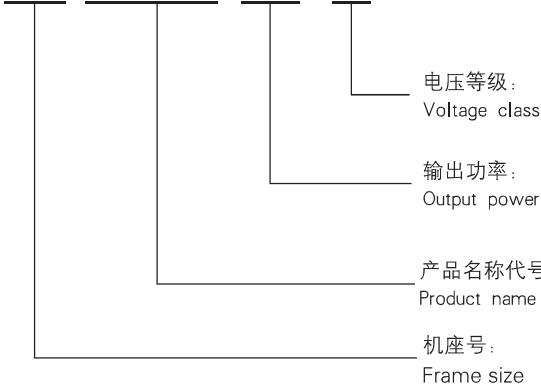 电压等级：
Voltage class
输出功率：
Output power
产品名称代号
Product name
机座号：
Frame size